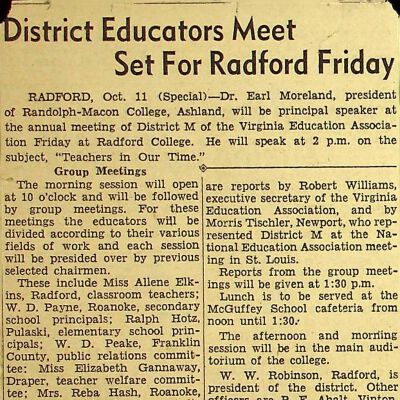 District Educators Meet
Set For Radford Friday
RADFORD, Oct. 11 (Special)—Dr. Earl Moreland, president
of Randolph-Macon College, Ashland, will be principal speaker at
the annual meeting of District M of the Virginia Education Associa-
tion Friday at Radford College. He will speak at 2 p.m. on the
subject, "Teachers in Our Time."
Group Meetings
The morning session will open
at 10 o'clock and will be followed
by group meetings. For these
meetings the educators will be
divided according to their various
fields of work and each session
will be presided over by previous
selected chairmen.
These include Miss Allene Elk-
ins, Radford, classroom teachers;
W. D. Payne, Roanoke, secondary
school principals; Ralph Hotz,
Pulaski, elementary school prin-
cipals; W. D. Peake, Franklin
County, public relations commit-
tee; Miss Elizabeth Gannaway,
Draper, teacher welfare commit-
tee; Mrs. Reba Hash, Roanoke,
are reports by Robert Williams,
executive secretary of the Virginia
Education Association, and by
Morris Tischler, Newport, who rep-
resented District M at the Na-
tional Education Association meet-
ing in St. Louis.
Reports from the group meet-
ings will be given at 1:30 p.m.
Lunch is to be served at the
McGuffey School cafeteria from
noon until 1:30.
The afternoon and morning
session will be in the main audi-
torium of the college.
W. W. Robinson, Radford, is
president of the district. Other
officers are B. F. Ahalt, Vinton,